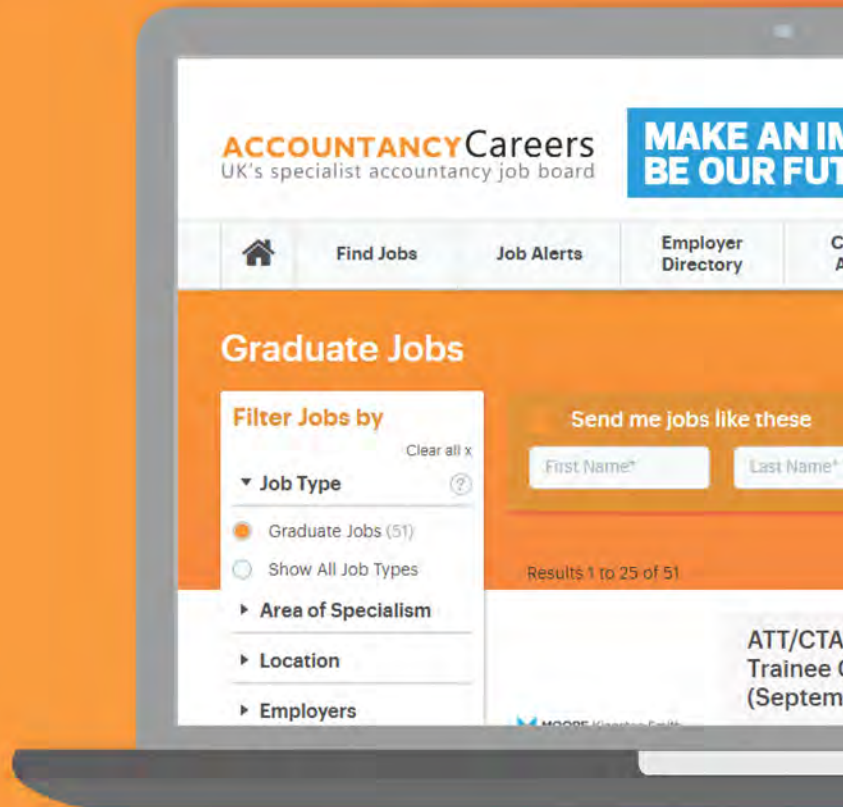 ACCOUNTANCYCareers
UK's specialist accountancy job board
MAKE AN IM
BE OUR FUT
Find Jobs
Job Alerts
Employer
Directory
C
A
Graduate Jobs
Filter Jobs by
Clear all x
Job Type
?
Graduate Jobs (51)
Show All Job Types
Area of Specialism
Location
Employers
Send me jobs like these
First Name*
Last Name*
Results 1 to 25 of 51
ATT/CTA
Trainee
(Septem
MOORE Kingston Smith